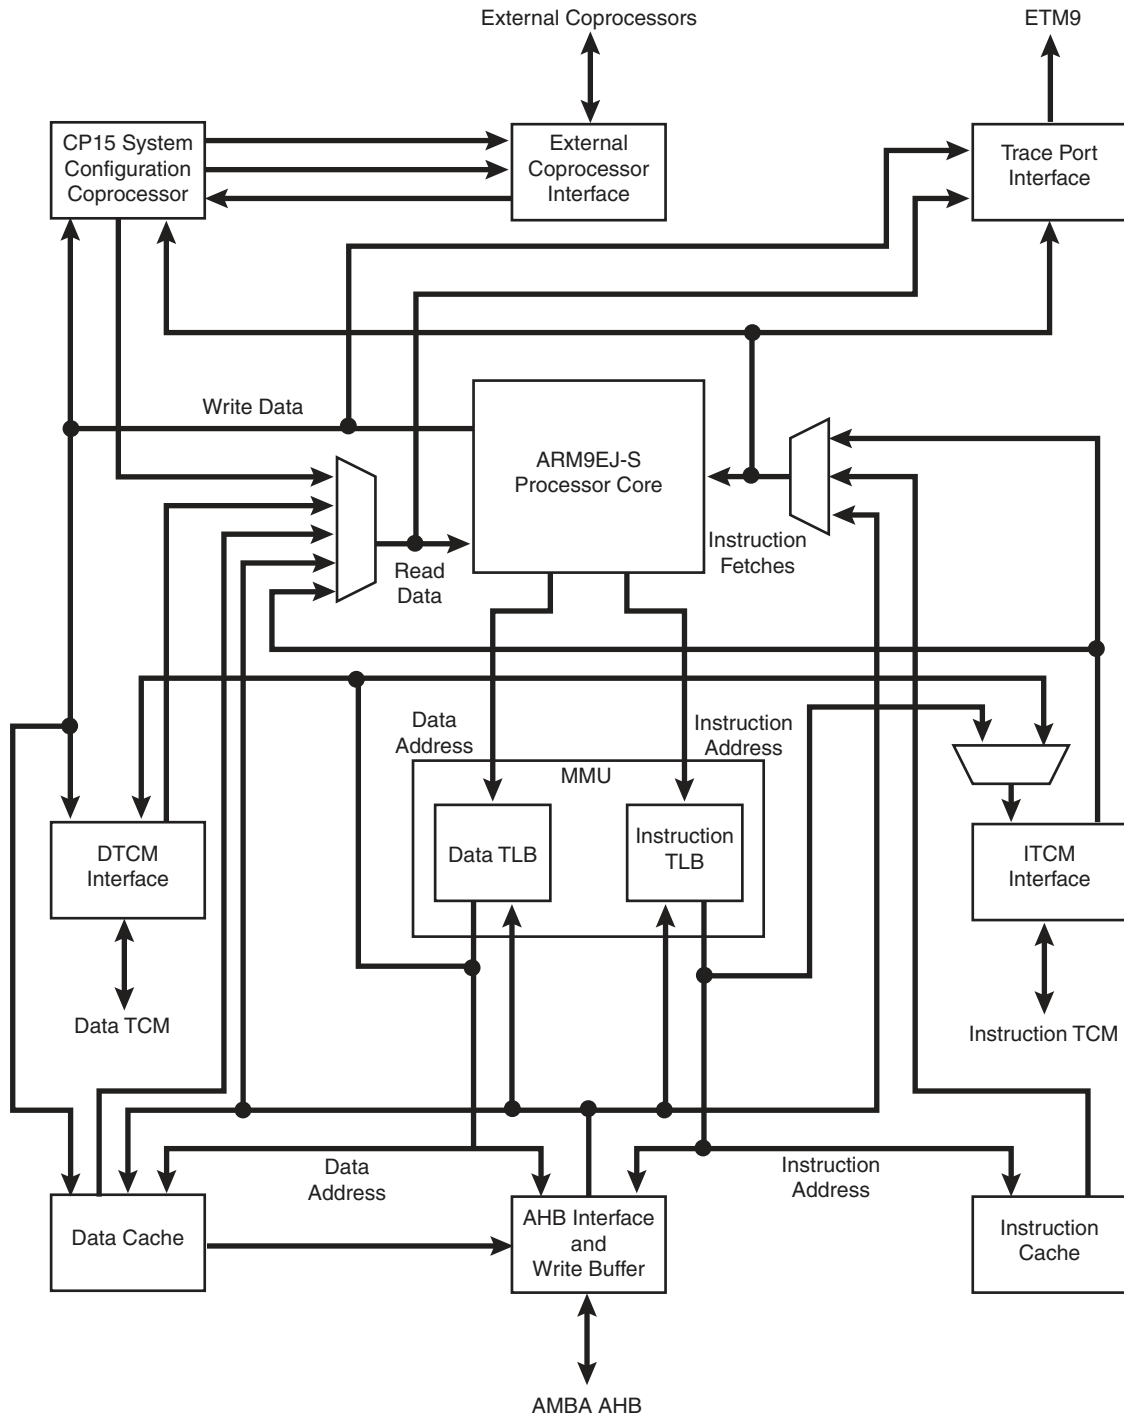 External Coprocessors
ETM9
CP15 System
Configuration
Coprocessor
External
Coprocessor
Interface
Trace Port
Interface
Write Data
ARM9EJ-S
Processor Core
Instruction
Fetches
Read
Data
Data
Address
Instruction
Address
MMU
DTCM
Interface
Data TLB
Instruction
TLB
ITCM
Interface
Data TCM
Instruction TCM
Data
Address
Instruction
Address
Data Cache
AHB Interface
and
Write Buffer
Instruction
Cache
AMBA AHB